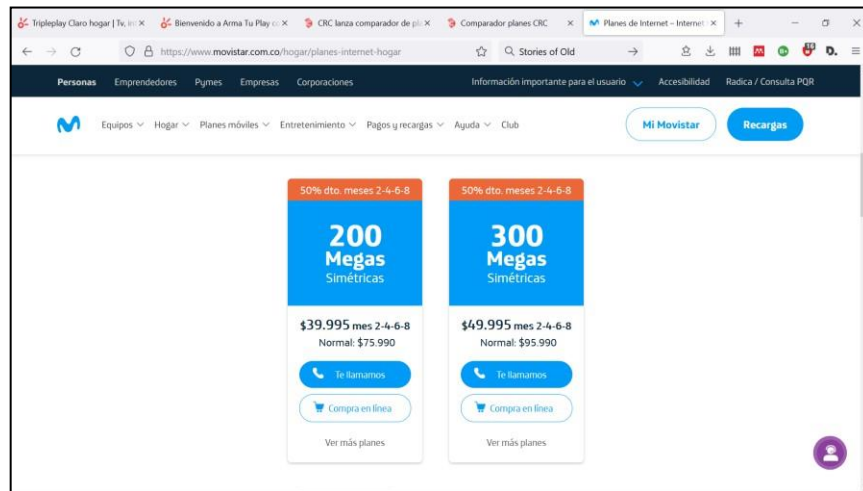 Tripleplay Claro hogar | Tv, in
Bienvenido a Arma Tu Play c
CRC lanza comparador de pla
Comparador planes CRC
Planes de Internet – Internet
https://www.movistar.com.co/hogar/planes-internet-hogar
Stories of Old
Personas Emprendedores Pymes Empresas Corporaciones Información importante para el usuario Accesibilidad Radica / Consulta PQR
Equipos Hogar Planes móviles Entretenimiento Pagos y recargas Ayuda Club Mi Movistar Recargas
50% dto. meses 2-4-6-8
200
Megas
Simétricas
$39.995 mes 2-4-6-8
Normal: $75.990
Te llamamos
Compra en línea
Ver más planes
50% dto. meses 2-4-6-8
300
Megas
Simétricas
$49.995 mes 2-4-6-8
Normal: $95.990
Te llamamos
Compra en línea
Ver más planes